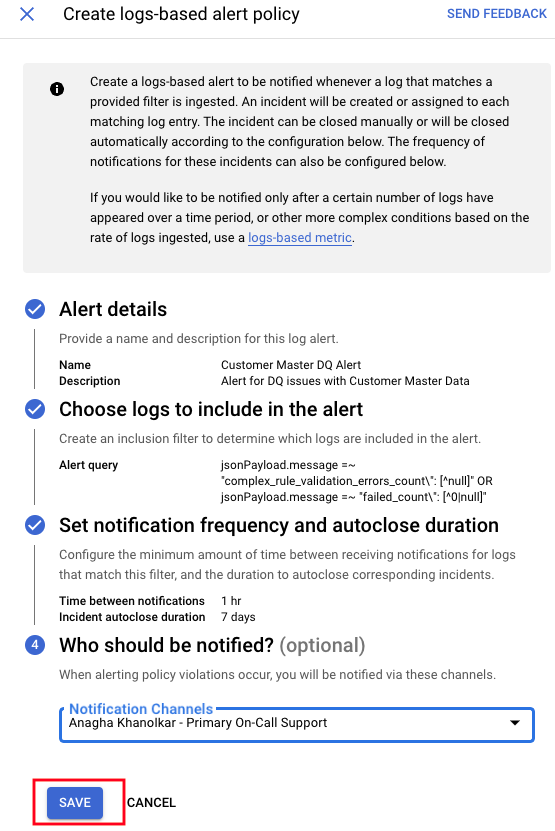 Create logs-based alert policy
SEND FEEDBACK
Create a logs-based alert to be notified whenever a log that matches a
provided filter is ingested. An incident will be created or assigned to each
matching log entry. The incident can be closed manually or will be closed
automatically according to the configuration below. The frequency of
notifications for these incidents can also be configured below.
If you would like to be notified only after a certain number of logs have
appeared over a time period, or other more complex conditions based on the
rate of logs ingested, use a logs-based metric.
Alert details
Provide a name and description for this log alert.
Name Customer Master DQ Alert
Description Alert for DQ issues with Customer Master Data
Choose logs to include in the alert
Create an inclusion filter to determine which logs are included in the alert.
Alert query jsonPayload.message =~
"complex_rule_validation_errors_count\": [^null]" OR
jsonPayload.message =~ "failed_count\": [^0|null]"
Set notification frequency and autoclose duration
Configure the minimum amount of time between receiving notifications for logs
that match this filter, and the duration to autoclose corresponding incidents.
Time between notifications 1 hr
Incident autoclose duration 7 days
4 Who should be notified? (optional)
When alerting policy violations occur, you will be notified via these channels.
Notification Channels
Anagha Khanolkar - Primary On-Call Support
SAVE CANCEL